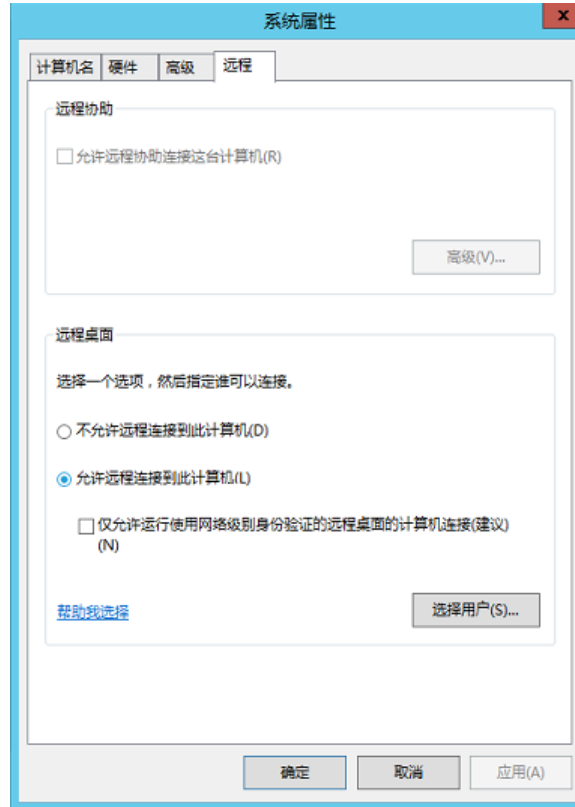 系统属性
x
计算机名 硬件 高级 远程
远程协助
允许远程协助连接这台计算机(R)
高级(V)...
远程桌面
选择一个选项，然后指定谁可以连接。
不允许远程连接到此计算机(D)
允许远程连接到此计算机(L)
仅允许运行使用网络级别身份验证的远程桌面的计算机连接(建议)
(N)
帮助我选择 选择用户(S)...
确定 取消 应用(A)